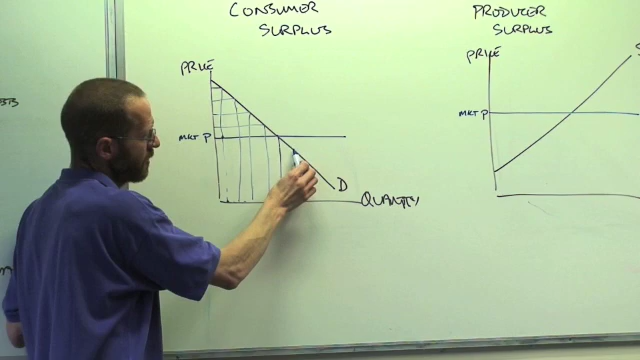 CONSUMER
SURPLUS
PRICE
MKT P
D
QUANTITY
PRODUCER
SURPLUS
PRICE
MKT P
S